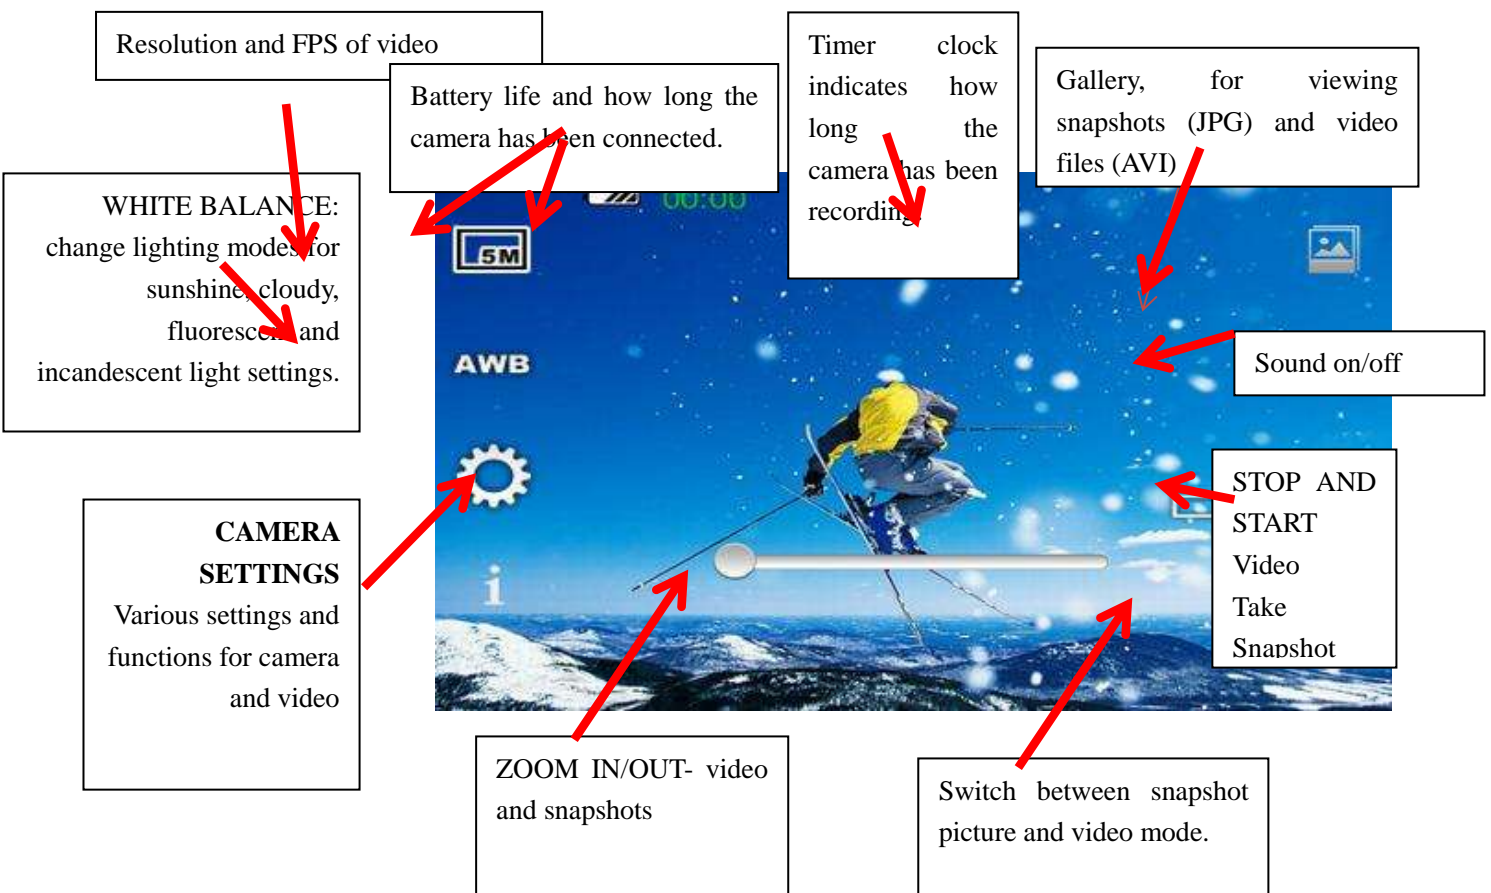 Resolution and FPS of video
Battery life and how long the
camera has been connected.
Timer clock
indicates how
long the
camera has been
recording.
Gallery, for viewing
snapshots (JPG) and video
files (AVI)
WHITE BALANCE:
change lighting modes for
sunshine, cloudy,
fluorescent and
incandescent light settings.
00:00
5M
AWB
Sound on/off
STOP AND
START
Video
Take
Snapshot
CAMERA
SETTINGS
Various settings and
functions for camera
and video
i
ZOOM IN/OUT- video
and snapshots
Switch between snapshot
picture and video mode.